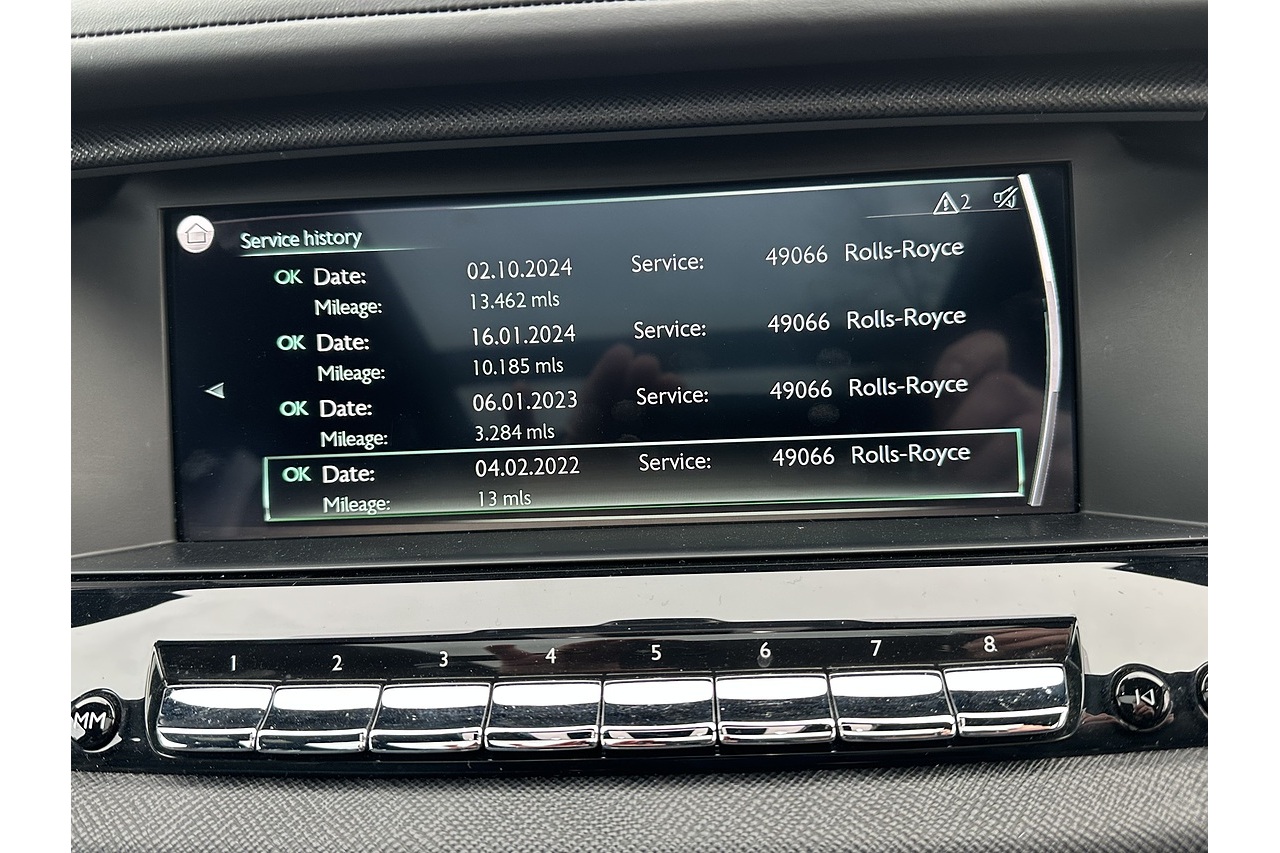 2
Service history
OK Date: 02.10.2024 Service: 49066 Rolls-Royce
Mileage: 13.462 mls
OK Date: 16.01.2024 Service: 49066 Rolls-Royce
Mileage: 10.185 mls
OK Date: 06.01.2023 Service: 49066 Rolls-Royce
Mileage: 3.284 mls
OK Date: 04.02.2022 Service: 49066 Rolls-Royce
Mileage: 13 mls
1 2 3 4 5 6 7 8
MM